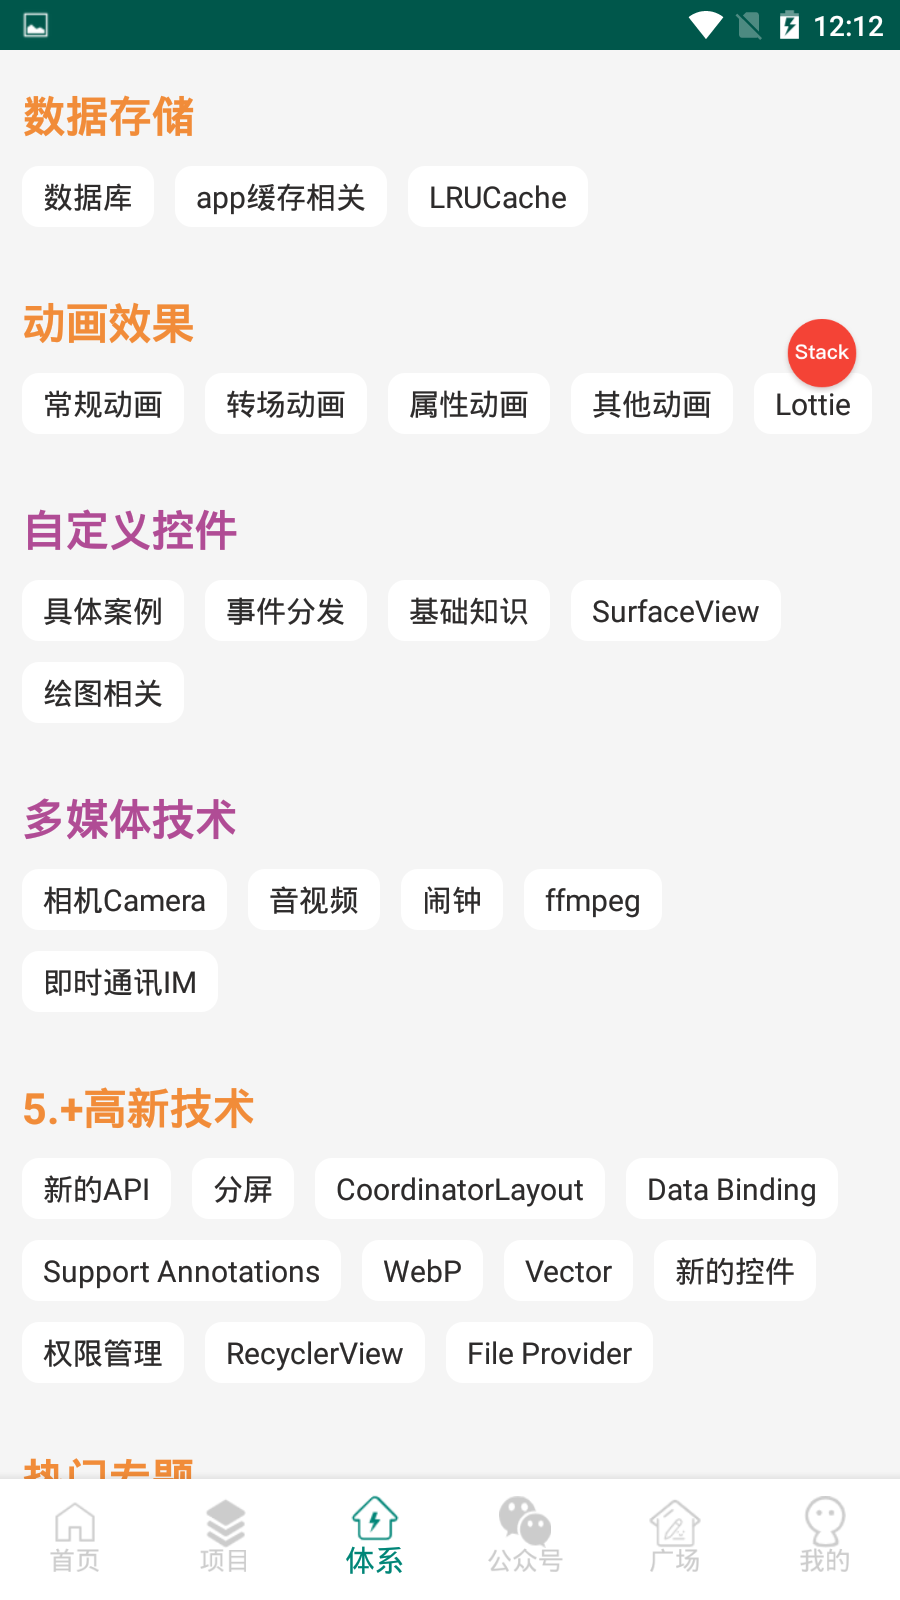 12:12
数据存储
数据库 app缓存相关 LRUCache
动画效果
Stack
常规动画 转场动画 属性动画 其他动画 Lottie
自定义控件
具体案例 事件分发 基础知识 SurfaceView
绘图相关
多媒体技术
相机Camera 音视频 闹钟 ffmpeg
即时通讯IM
5.+高新技术
新的API 分屏 CoordinatorLayout Data Binding
Support Annotations WebP Vector 新的控件
权限管理 RecyclerView File Provider
热门专题
首页 项目 体系 公众号 广场 我的